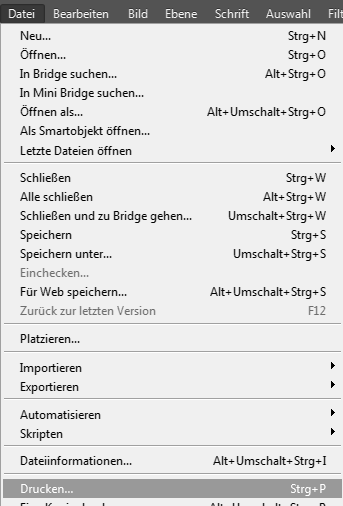 Datei Bearbeiten Bild Ebene Schrift Auswahl
Neu... Strg+N
Öffnen... Strg+O
In Bridge suchen... Alt+Strg+O
In Mini Bridge suchen...
Öffnen als... Alt+Umschalt+Strg+O
Als Smartobjekt öffnen...
Letzte Dateien öffnen
Schließen Strg+W
Alle schließen Alt+Strg+W
Schließen und zu Bridge gehen... Umschalt+Strg+W
Speichern Strg+S
Speichern unter... Umschalt+Strg+S
Einchecken...
Für Web speichern... Alt+Umschalt+Strg+S
Zurück zur letzten Version F12
Platzieren...
Importieren
Exportieren
Automatisieren
Skripten
Dateiinformationen... Alt+Umschalt+Strg+I
Drucken... Strg+P